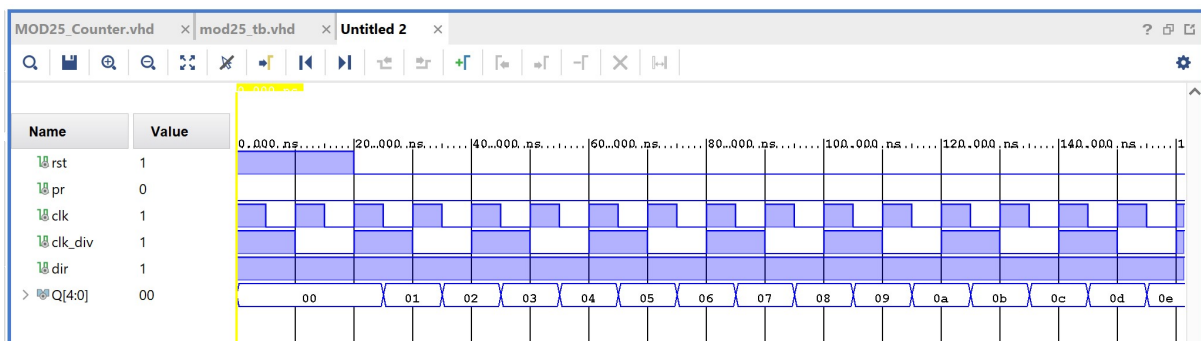 MOD25_Counter.vhd × mod25_tb.vhd × Untitled 2 ×
Name Value
0.000 ns 20.000 ns 40.000 ns 60.000 ns 80.000 ns 100.000 ns 120.000 ns 140.000 ns
rst 1
pr 0
clk 1
clk_div 1
dir 1
Q[4:0] 00 00 01 02 03 04 05 06 07 08 09 0a 0b 0c 0d 0e